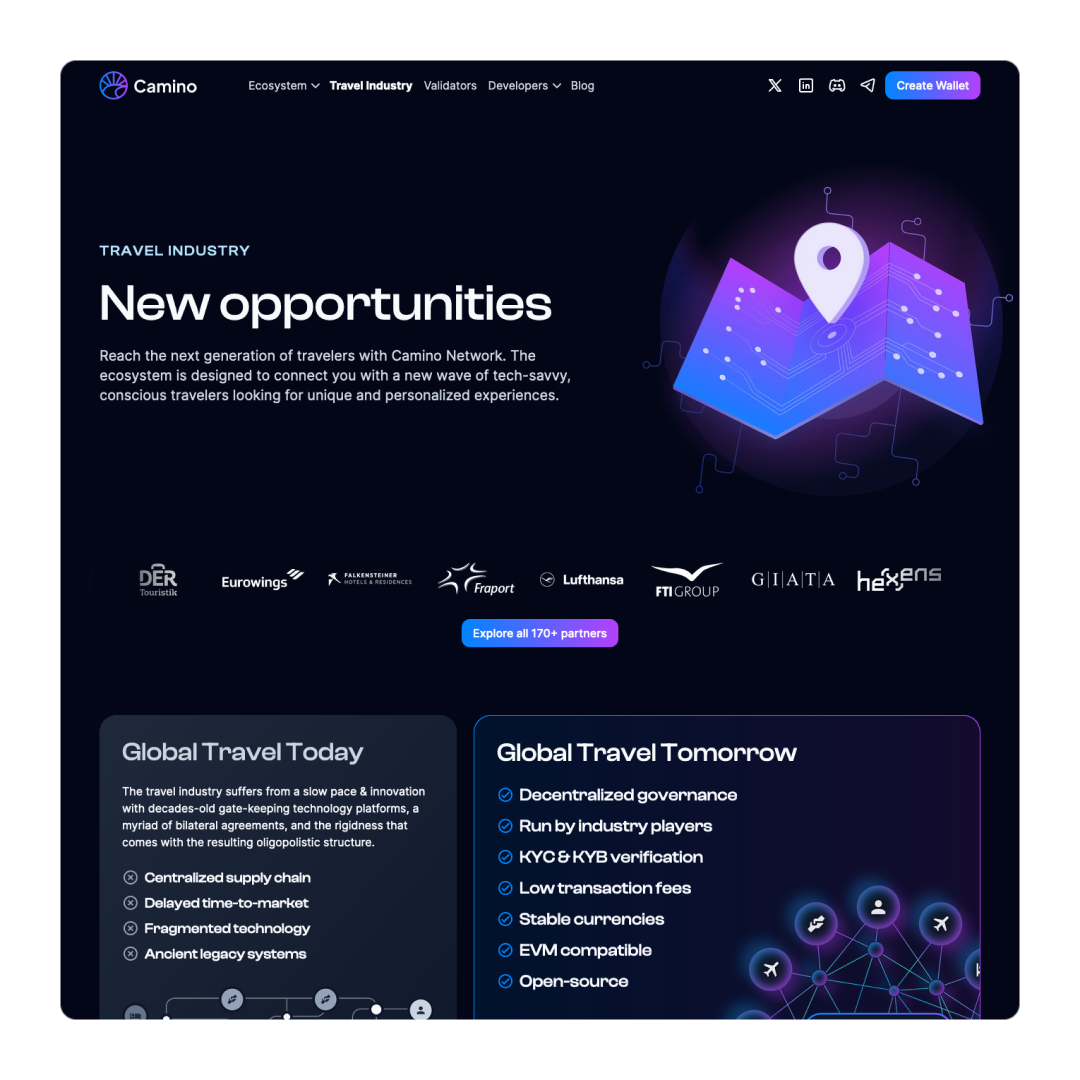 Camino
Ecosystem Travel Industry Validators Developers Blog
Create Wallet
TRAVEL INDUSTRY
New opportunities
Reach the next generation of travelers with Camino Network. The
ecosystem is designed to connect you with a new wave of tech-savvy,
conscious travelers looking for unique and personalized experiences.
DER
Touristik
Eurowings
FALKENSTEINER
HOTELS & RESIDENCES
Fraport
Lufthansa
FTI GROUP
G|I|A|T|A
hexens
Explore all 170+ partners
Global Travel Today
The travel industry suffers from a slow pace & innovation
with decades-old gate-keeping technology platforms, a
myriad of bilateral agreements, and the rigidness that
comes with the resulting oligopolistic structure.
Centralized supply chain
Delayed time-to-market
Fragmented technology
Ancient legacy systems
Global Travel Tomorrow
Decentralized governance
Run by industry players
KYC & KYB verification
Low transaction fees
Stable currencies
EVM compatible
Open-source